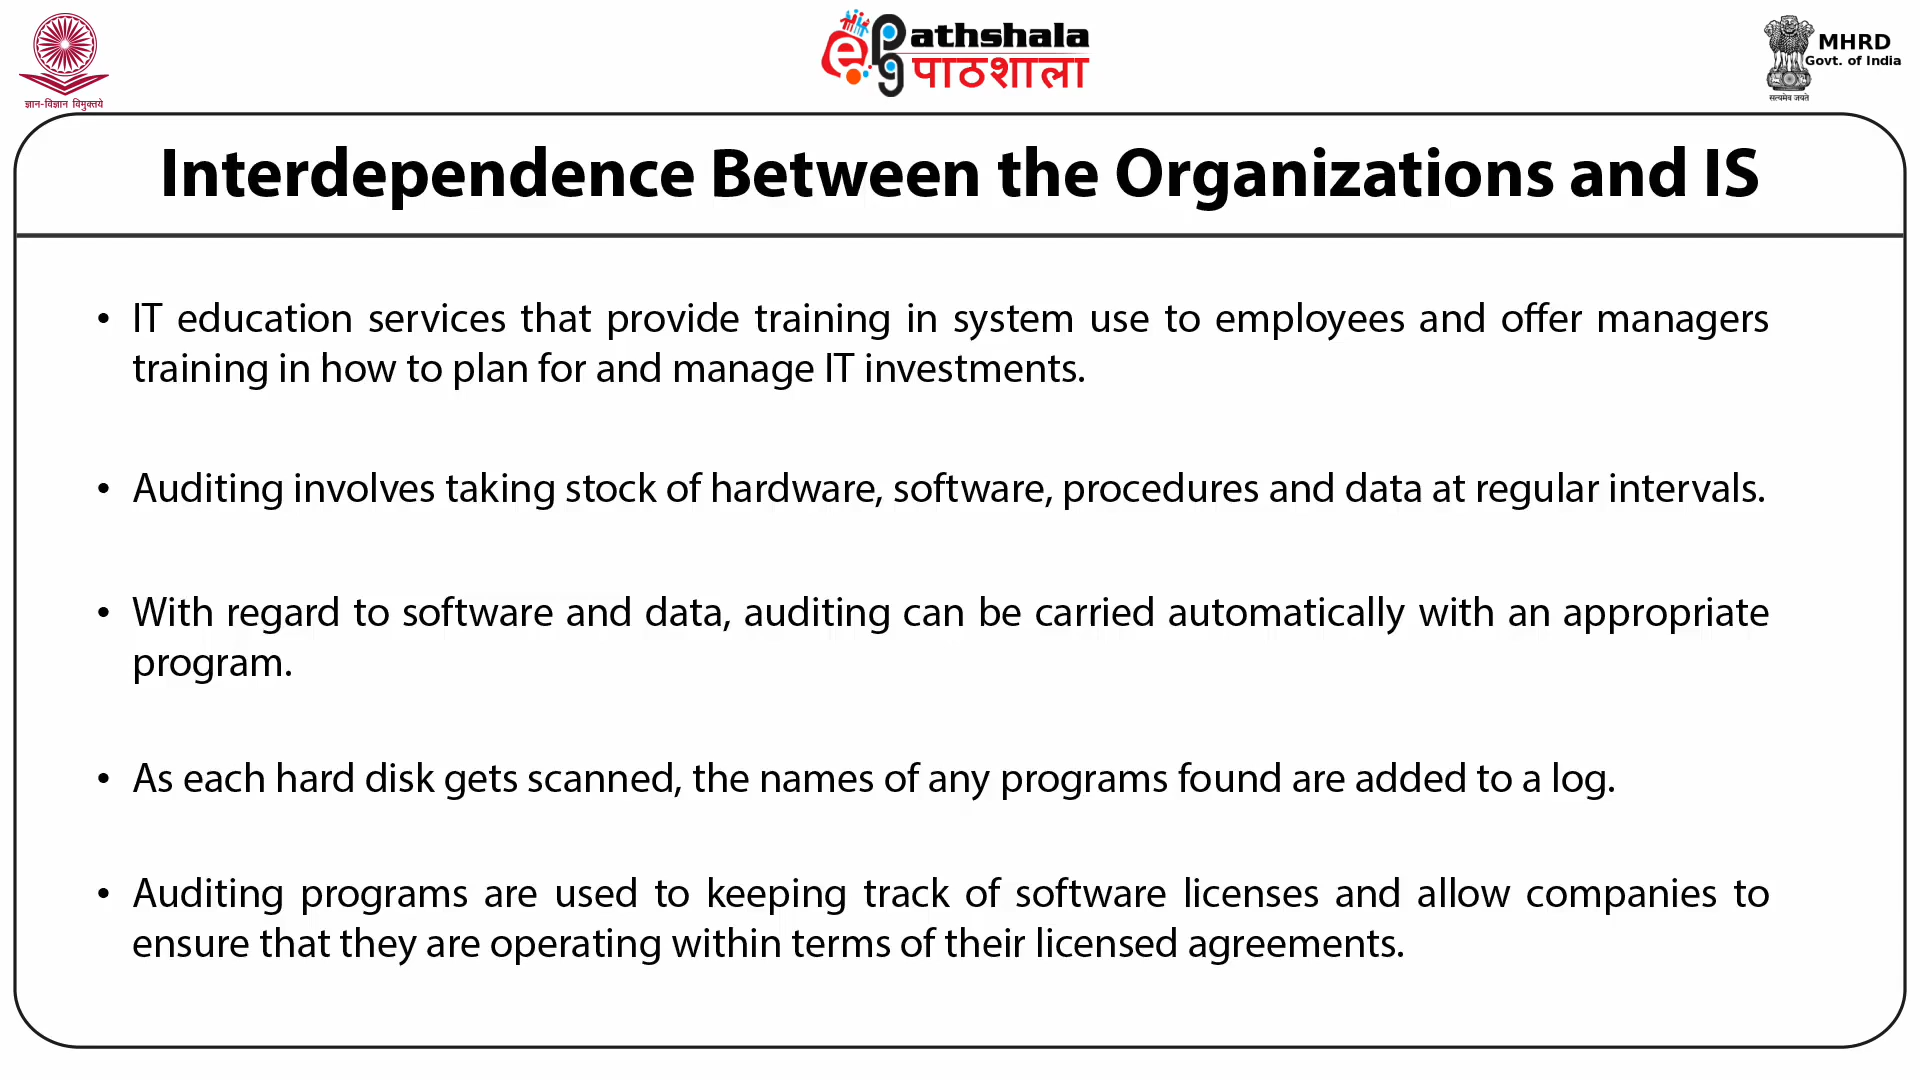 ज्ञान-विज्ञान विमुक्तये
e Pathshala
पाठशाला
MHRD
Govt. of India
सत्यमेव जयते
Interdependence Between the Organizations and IS
• IT education services that provide training in system use to employees and offer managers
training in how to plan for and manage IT investments.
• Auditing involves taking stock of hardware, software, procedures and data at regular intervals.
• With regard to software and data, auditing can be carried automatically with an appropriate
program.
• As each hard disk gets scanned, the names of any programs found are added to a log.
• Auditing programs are used to keeping track of software licenses and allow companies to
ensure that they are operating within terms of their licensed agreements.